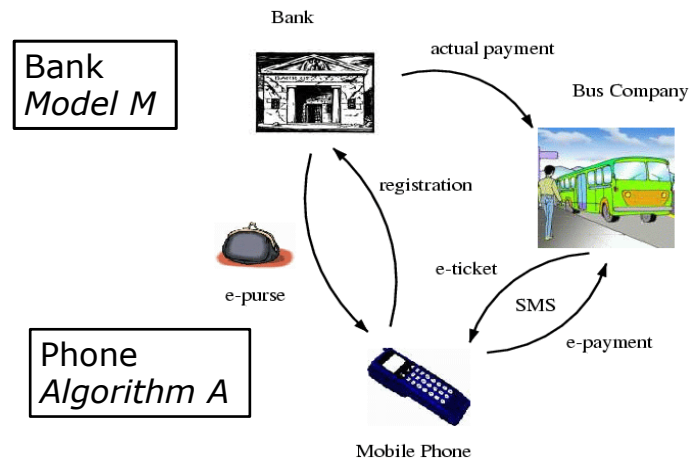 Bank
actual payment
Bank
Model M
Bus Company
registration
e-purse
e-ticket
SMS
e-payment
Phone
Algorithm A
Mobile Phone